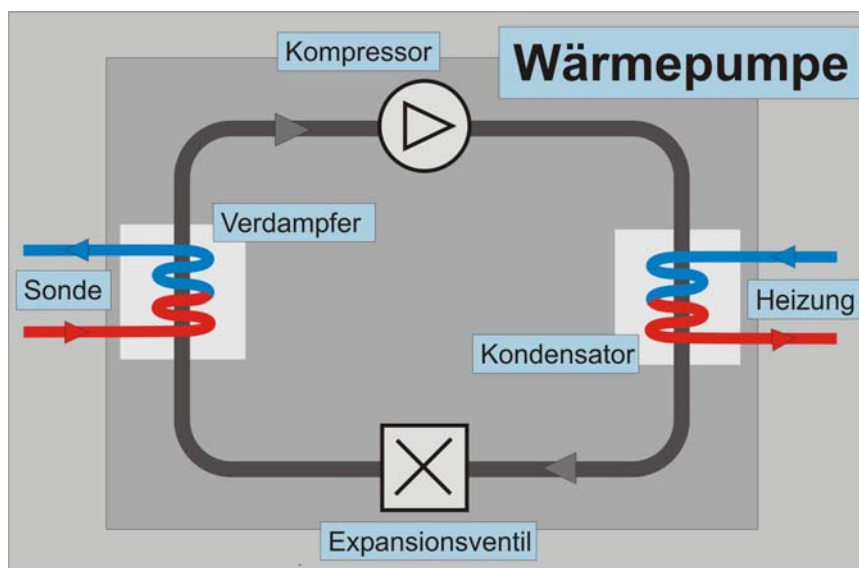 Kompressor
Wärmepumpe
Verdampfer
Sonde
Heizung
Kondensator
Expansionsventil